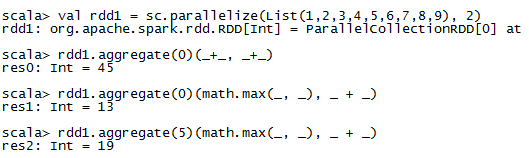 scala> val rdd1 = sc.parallelize(List(1,2,3,4,5,6,7,8,9), 2)
rdd1: org.apache.spark.rdd.RDD[Int] = ParallelCollectionRDD[0] at
scala> rdd1.aggregate(0)(_+_, _+_)
res0: Int = 45
scala> rdd1.aggregate(0)(math.max(_, _), _ + _)
res1: Int = 13
scala> rdd1.aggregate(5)(math.max(_, _), _ + _)
res2: Int = 19